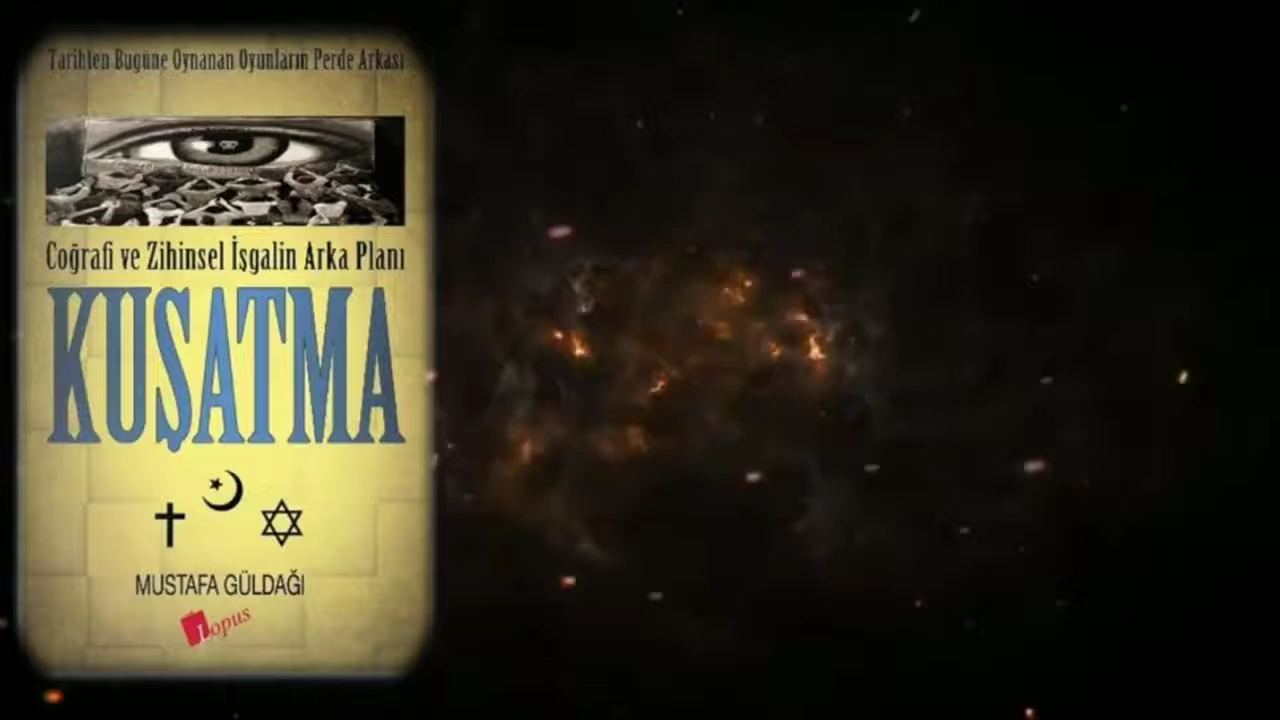 Tarihten Bugüne Oynanan Oyunların Perde Arkası
Coğrafi ve Zihinsel İşgalin Arka Planı
KUŞATMA
MUSTAFA GÜLDAĞI
Lopus